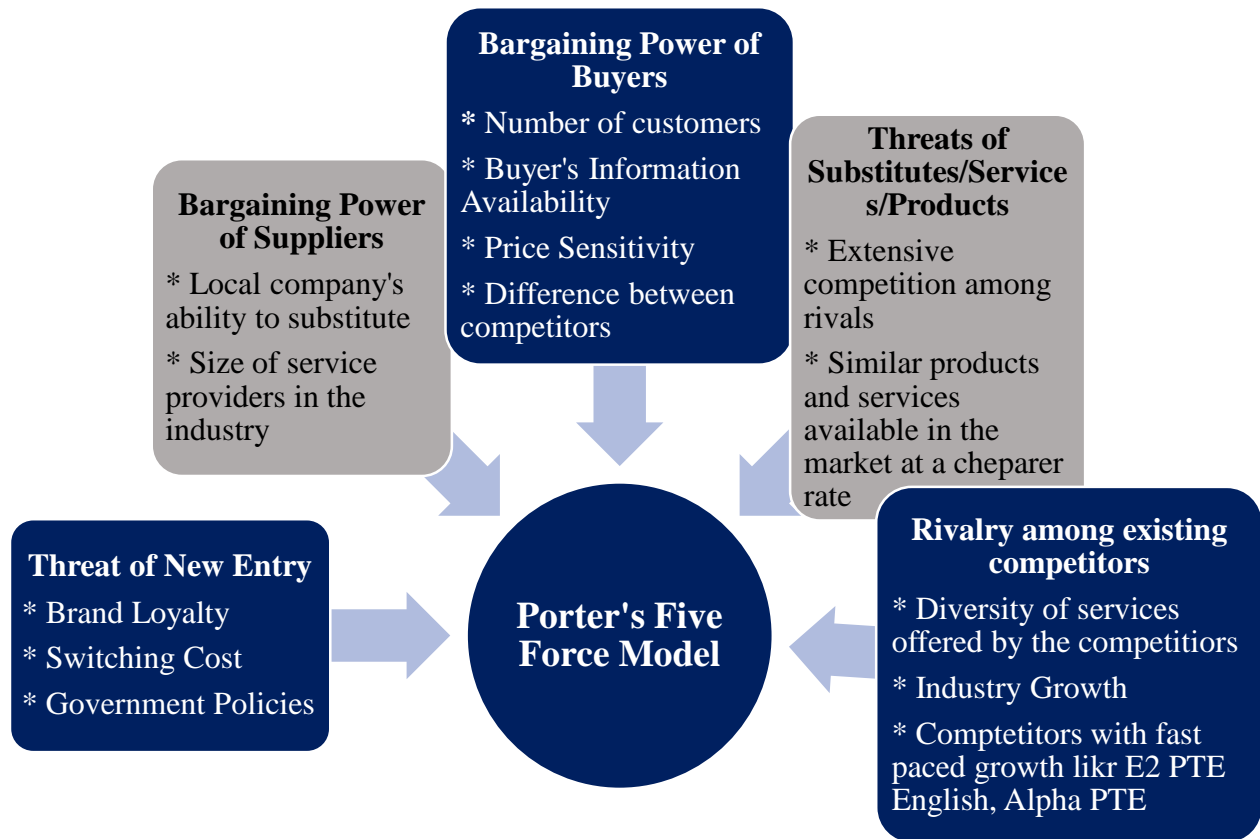 Bargaining Power of
Buyers
* Number of customers
* Buyer's Information
Availability
* Price Sensitivity
* Difference between
competitors
Threats of
Substitutes/Service
s/Products
* Extensive
competition among
rivals
* Similar products
and services
available in the
market at a cheparer
rate
Bargaining Power
of Suppliers
* Local company's
ability to substitute
* Size of service
providers in the
industry
Threat of New Entry
* Brand Loyalty
* Switching Cost
* Government Policies
Porter's Five
Force Model
Rivalry among existing
competitors
* Diversity of services
offered by the competitiors
* Industry Growth
* Comptetitors with fast
paced growth likr E2 PTE
English, Alpha PTE